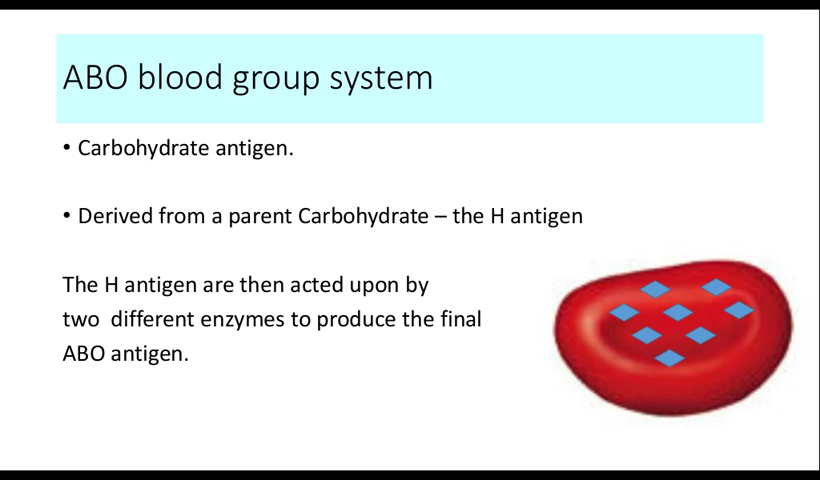 ABO blood group system
• Carbohydrate antigen.
• Derived from a parent Carbohydrate – the H antigen
The H antigen are then acted upon by
two  different enzymes to produce the final
ABO antigen.